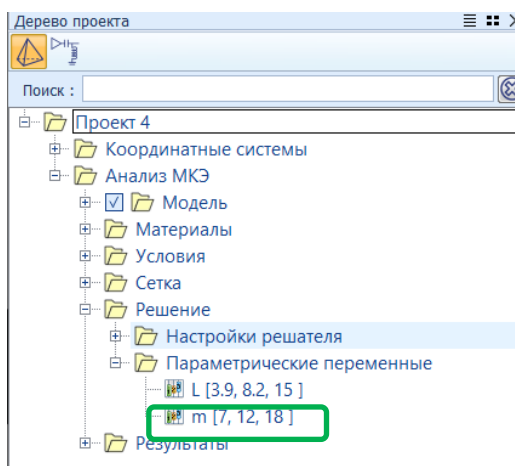 Дерево проекта
Поиск :
Проект 4
Координатные системы
Анализ МКЭ
Модель
Материалы
Условия
Сетка
Решение
Настройки решателя
Параметрические переменные
L [3.9, 8.2, 15 ]
m [7, 12, 18 ]
Результаты